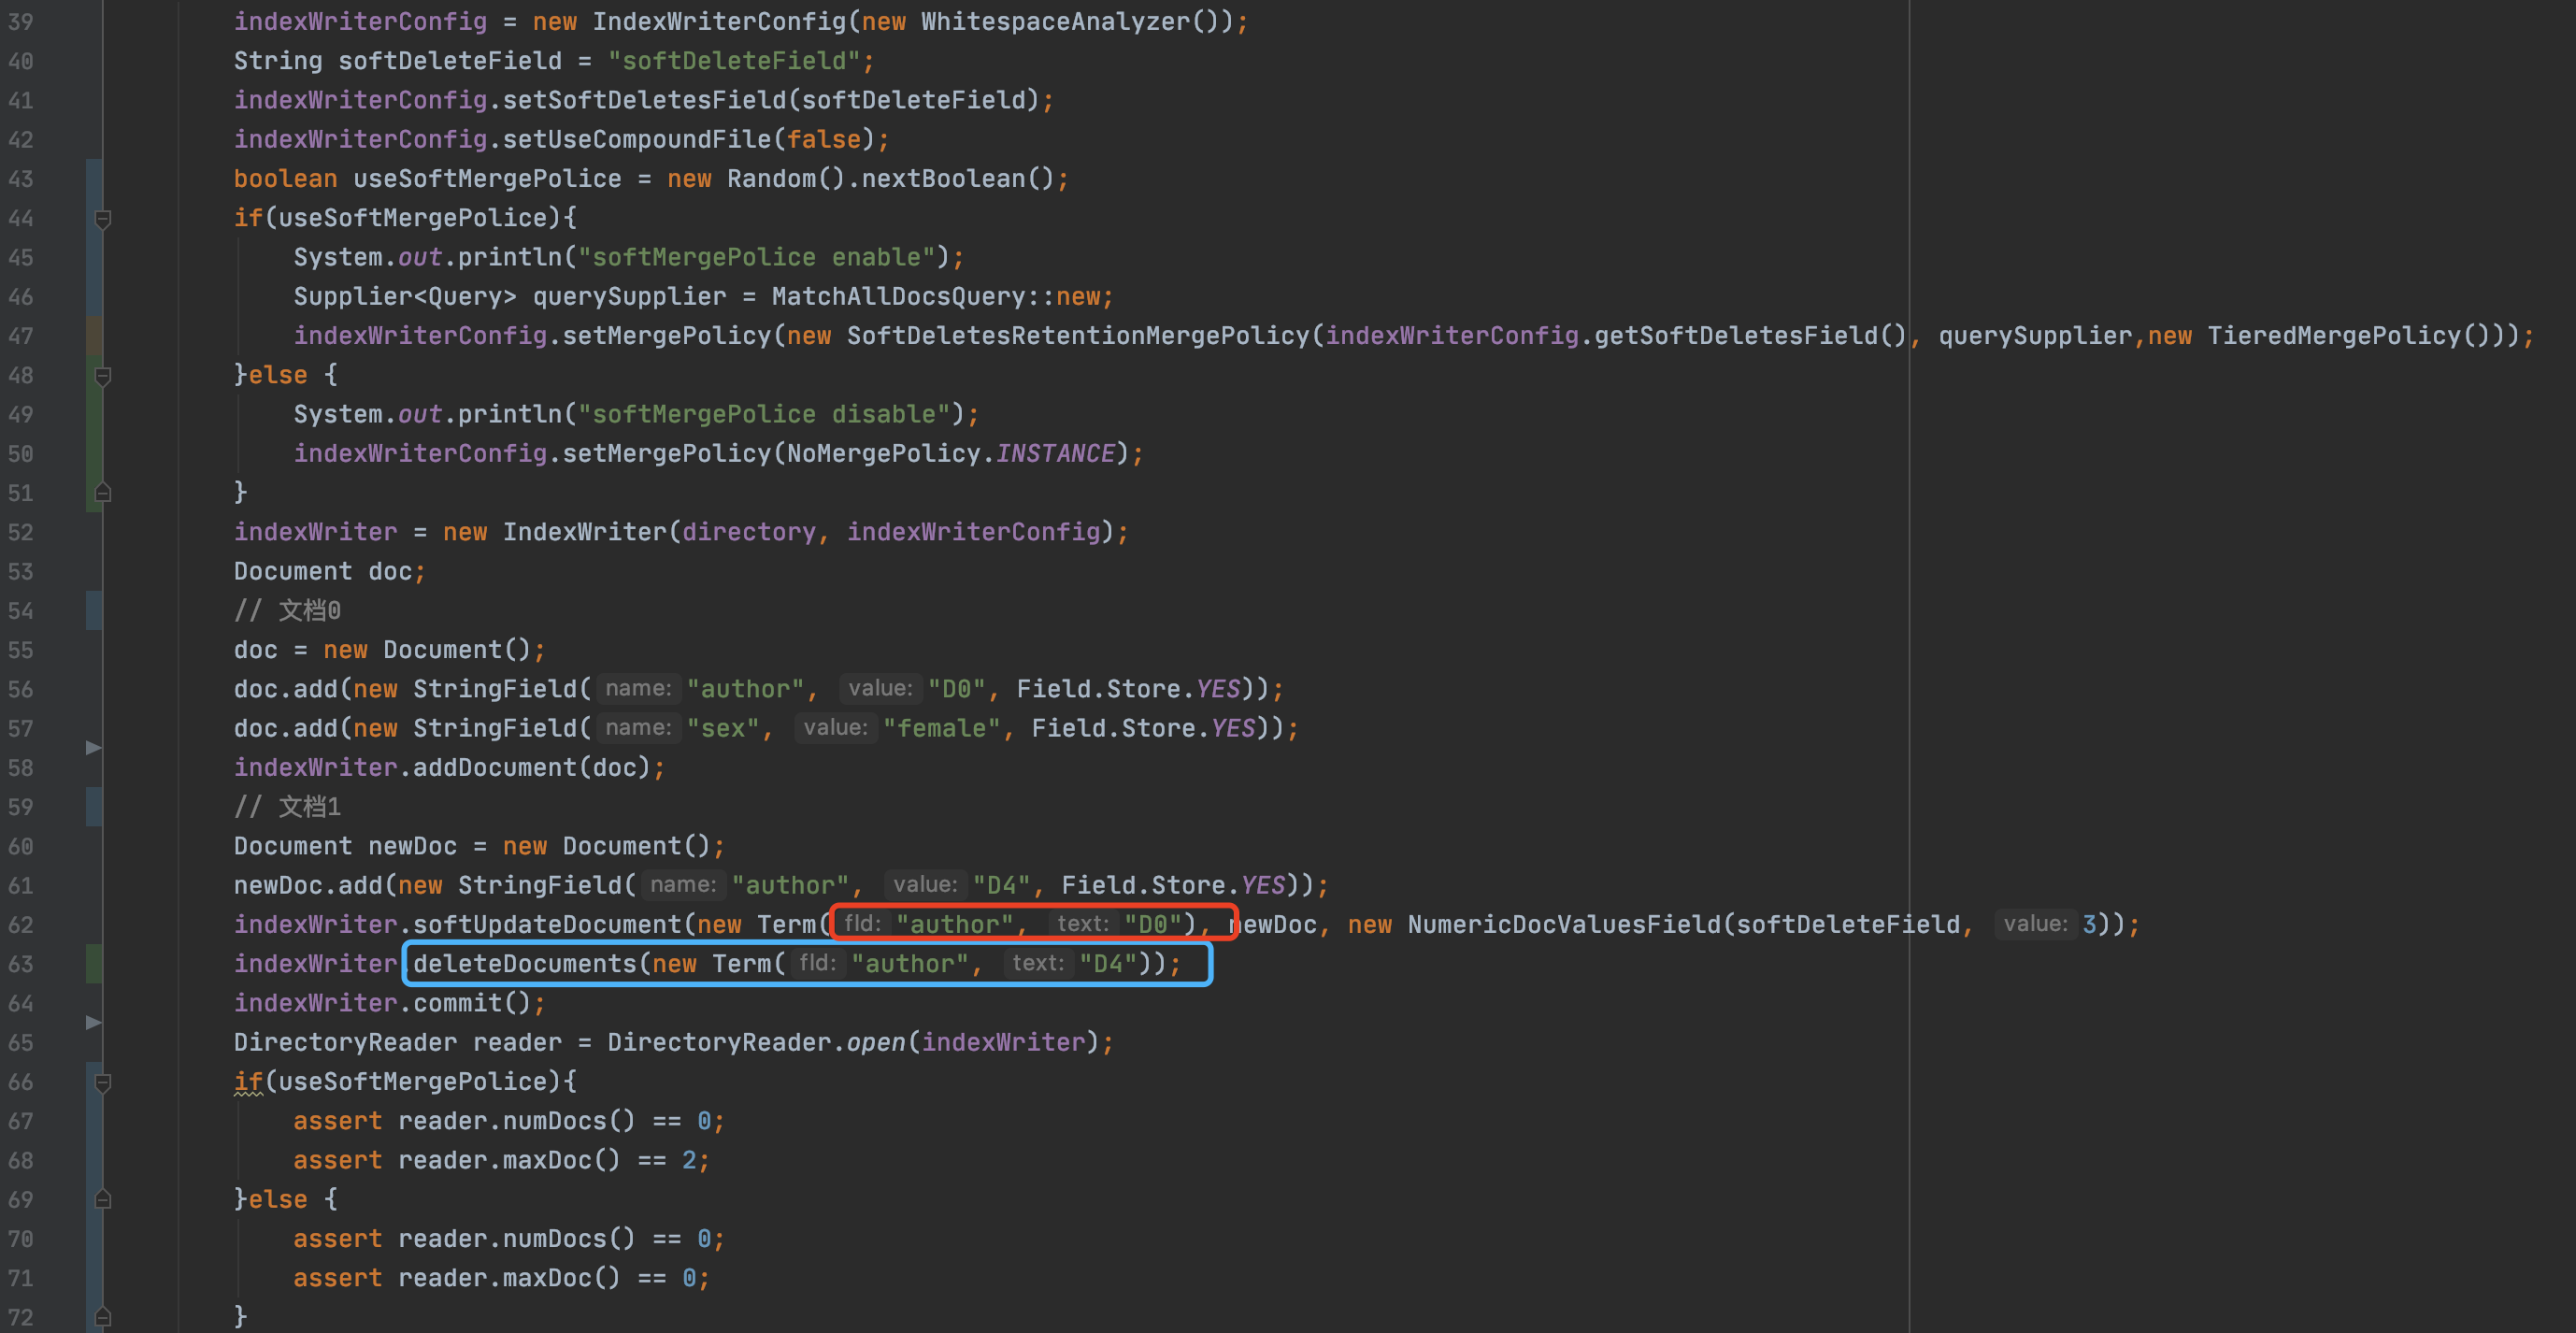 39 indexWriterConfig = new IndexWriterConfig(new WhitespaceAnalyzer());
40 String softDeleteField = "softDeleteField";
41 indexWriterConfig.setSoftDeletesField(softDeleteField);
42 indexWriterConfig.setUseCompoundFile(false);
43 boolean useSoftMergePolice = new Random().nextBoolean();
44 if(useSoftMergePolice){
45 System.out.println("softMergePolice enable");
46 Supplier<Query> querySupplier = MatchAllDocsQuery::new;
47 indexWriterConfig.setMergePolicy(new SoftDeletesRetentionMergePolicy(indexWriterConfig.getSoftDeletesField(), querySupplier,new TieredMergePolicy()));
48 }else {
49 System.out.println("softMergePolice disable");
50 indexWriterConfig.setMergePolicy(NoMergePolicy.INSTANCE);
51 }
52 indexWriter = new IndexWriter(directory, indexWriterConfig);
53 Document doc;
54 // 文档0
55 doc = new Document();
56 doc.add(new StringField( name: "author", value: "D0", Field.Store.YES));
57 doc.add(new StringField( name: "sex", value: "female", Field.Store.YES));
58 indexWriter.addDocument(doc);
59 // 文档1
60 Document newDoc = new Document();
61 newDoc.add(new StringField( name: "author", value: "D4", Field.Store.YES));
62 indexWriter.softUpdateDocument(new Term( fld: "author", text: "D0"), newDoc, new NumericDocValuesField(softDeleteField, value: 3));
63 indexWriter.deleteDocuments(new Term( fld: "author", text: "D4"));
64 indexWriter.commit();
65 DirectoryReader reader = DirectoryReader.open(indexWriter);
66 if(useSoftMergePolice){
67 assert reader.numDocs() == 0;
68 assert reader.maxDoc() == 2;
69 }else {
70 assert reader.numDocs() == 0;
71 assert reader.maxDoc() == 0;
72 }